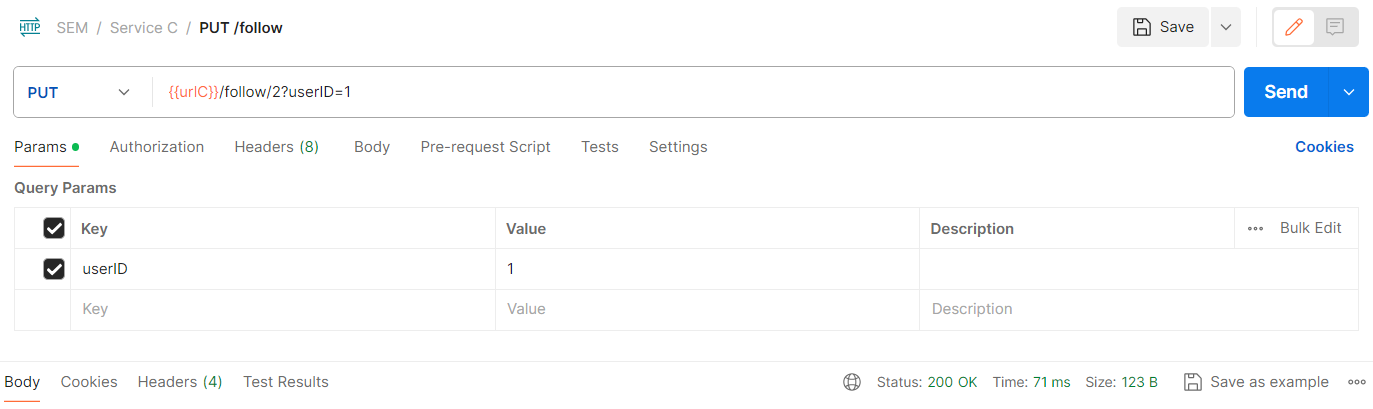 HTTP SEM / Service C / PUT /follow Save
PUT {{urlC}}/follow/2?userID=1 Send
Params Authorization Headers (8) Body Pre-request Script Tests Settings Cookies
Query Params
Key Value Description Bulk Edit
userID 1
Key Value Description
Body Cookies Headers (4) Test Results Status: 200 OK Time: 71 ms Size: 123 B Save as example